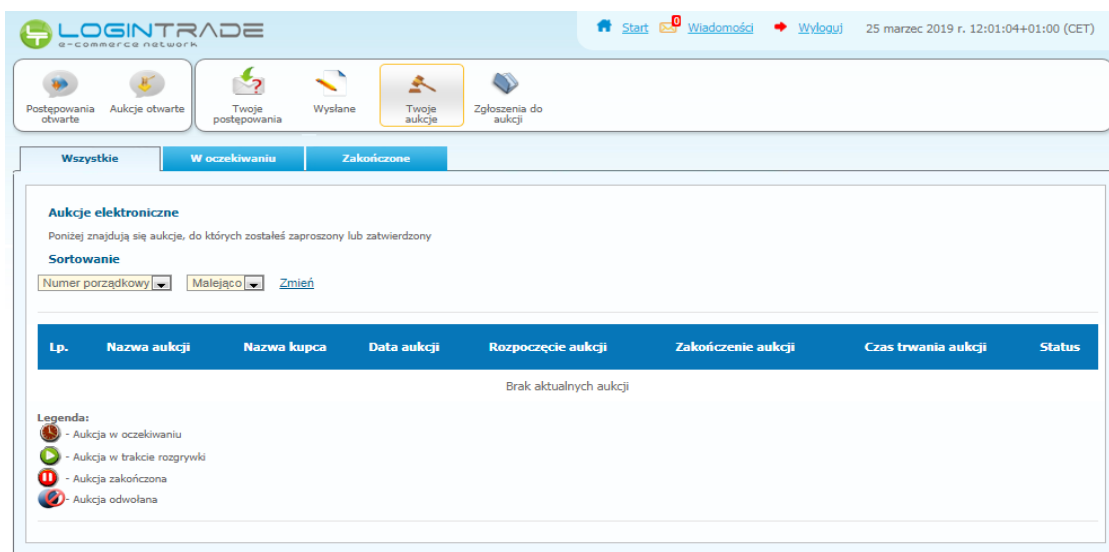 LOGINTRADE
e-commerce network
Start 0 Wiadomości Wyloguj 25 marzec 2019 r. 12:01:04+01:00 (CET)
Postępowania otwarte
Aukcje otwarte
Twoje postępowania
Wysłane
Twoje aukcje
Zgłoszenia do aukcji
Wszystkie W oczekiwaniu Zakończone
Aukcje elektroniczne
Poniżej znajdują się aukcje, do których zostałeś zaproszony lub zatwierdzony
Sortowanie
Numer porządkowy Malejąco Zmień
Lp. Nazwa aukcji Nazwa kupca Data aukcji Rozpoczęcie aukcji Zakończenie aukcji Czas trwania aukcji Status
Brak aktualnych aukcji
Legenda:
- Aukcja w oczekiwaniu
- Aukcja w trakcie rozgrywki
- Aukcja zakończona
- Aukcja odwołana